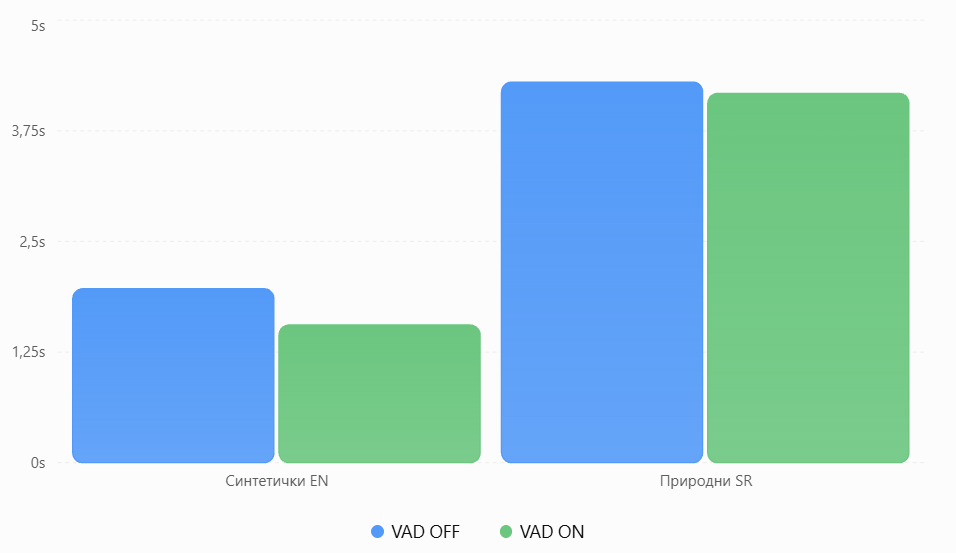 5s
3,75s
2,5s
1,25s
0s
Синтетички EN
Природни SR
VAD OFF
VAD ON